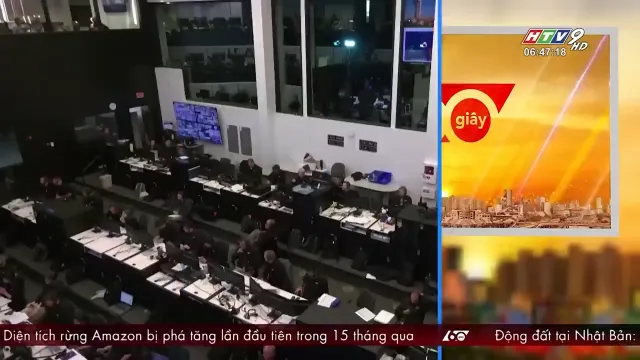 HTV9 HD
06:47:18
giây
Diện tích rừng Amazon bị phá tăng lần đầu tiên trong 15 tháng qua
60
Động đất tại Nhật Bản: